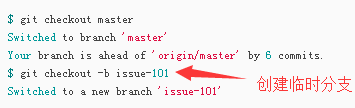 $ git checkout master
Switched to branch 'master'
Your branch is ahead of 'origin/master' by 6 commits.
$ git checkout -b issue-101
创建临时分支
Switched to a new branch 'issue-101'